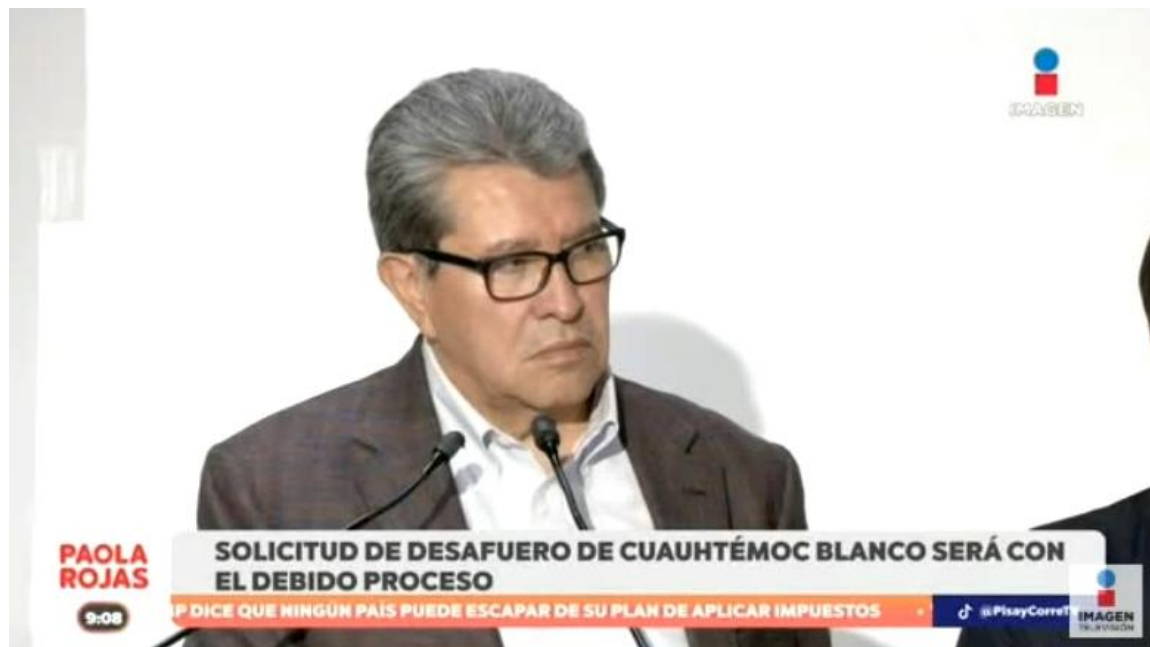 IMAGEN
PAOLA
ROJAS
SOLICITUD DE DESAFUERO DE CUAUHTÉMOC BLANCO SERÁ CON
EL DEBIDO PROCESO
9:08
DICE QUE NINGÚN PAÍS PUEDE ESCAPAR DE SU PLAN DE APLICAR IMPUESTOS
IMAGEN
TELEVISIÓN